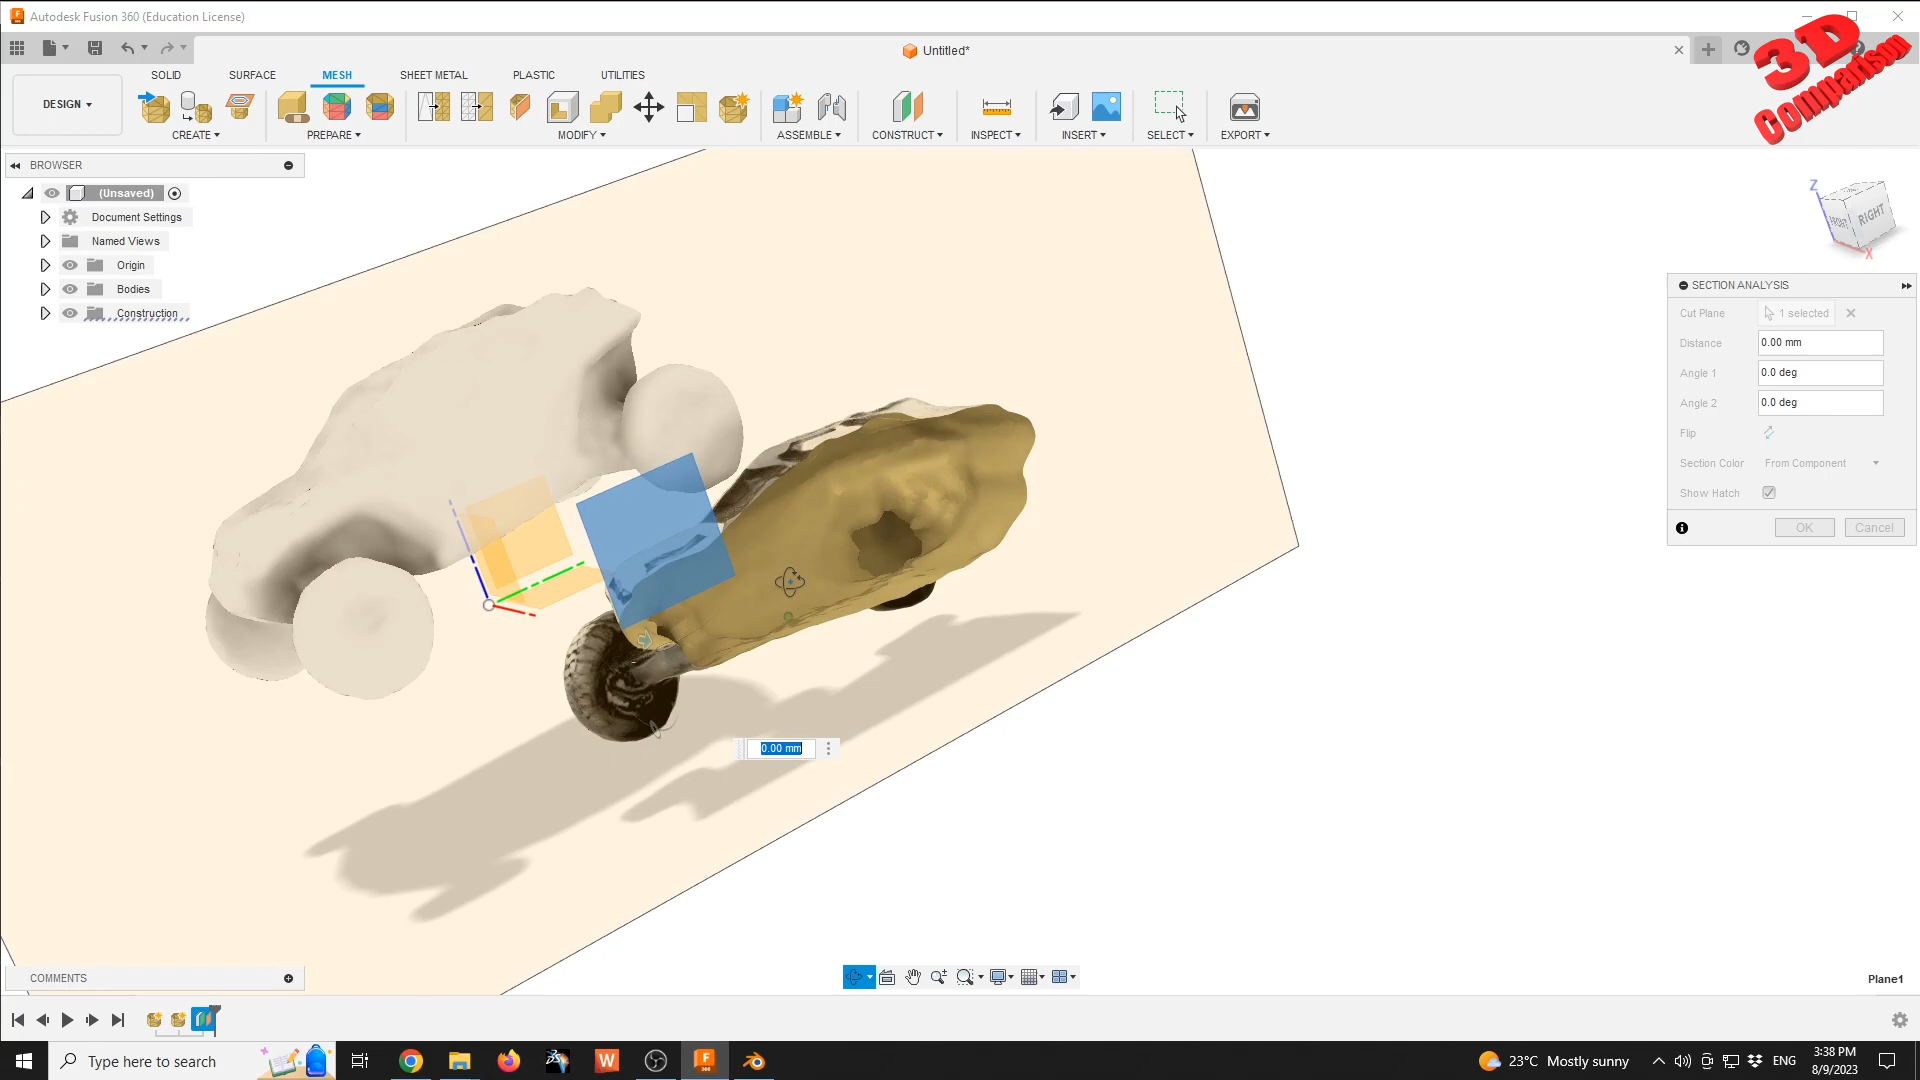 Autodesk Fusion 360 (Education License)
Untitled*
3D
Comparison
SOLID SURFACE MESH SHEET METAL PLASTIC UTILITIES
DESIGN
CREATE PREPARE MODIFY ASSEMBLE CONSTRUCT INSPECT INSERT SELECT EXPORT
BROWSER
(Unsaved)
Document Settings
Named Views
Origin
Bodies
Construction
Z
FRONT
RIGHT
X
SECTION ANALYSIS
Cut Plane 1 selected
Distance 0.00 mm
Angle 1 0.0 deg
Angle 2 0.0 deg
Flip
Section Color From Component
Show Hatch
OK Cancel
0.00 mm
COMMENTS
Plane1
Type here to search
W
F
360
23°C Mostly sunny
ENG
3:38 PM
8/9/2023